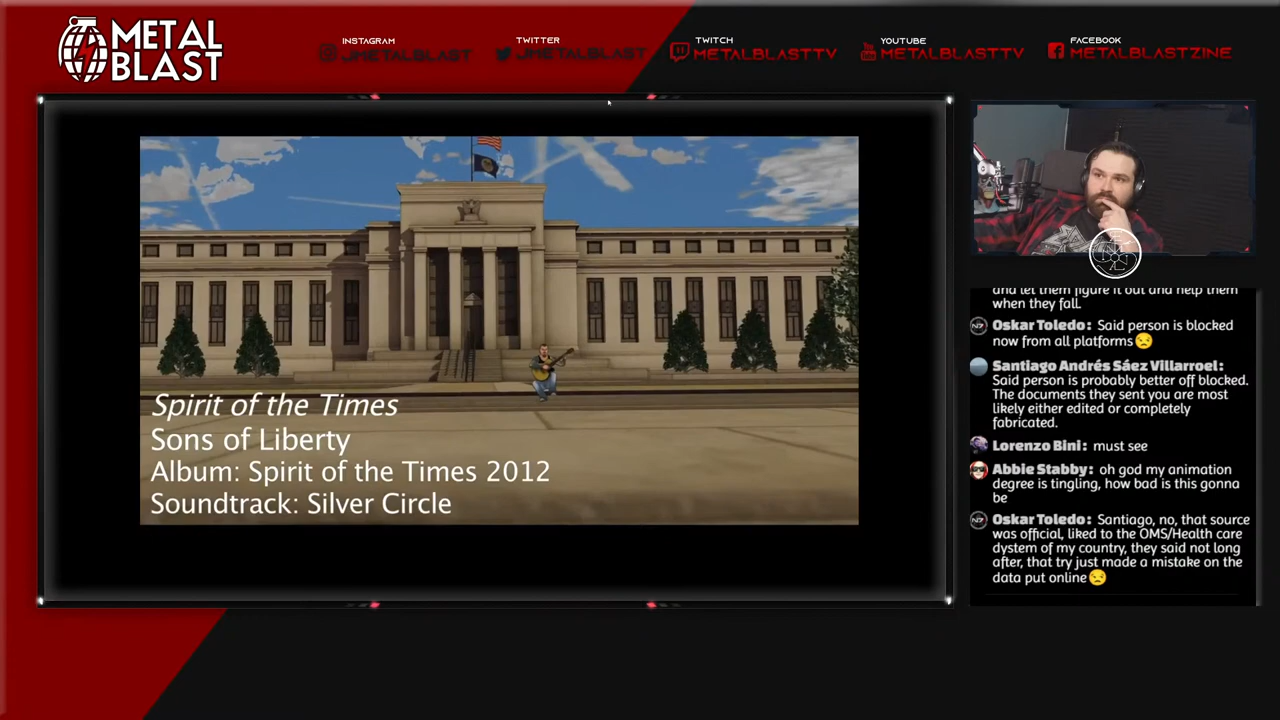 METAL
BLAST
INSTAGRAM
JMETALBLAST
TWITTER
JMETALBLAST
TWITCH
METALBLASTTV
YOUTUBE
METALBLASTTV
FACEBOOK
METALBLASTZINE
Spirit of the Times
Sons of Liberty
Album: Spirit of the Times 2012
Soundtrack: Silver Circle
and let them figure it out and help them
when they fall.
Oskar Toledo: Said person is blocked
now from all platforms😒
Santiago Andrés Sáez Villarroel:
Said person is probably better off blocked.
The documents they sent you are most
likely either edited or completely
fabricated.
Lorenzo Bini: must see
Abbie Stabby: oh god my animation
degree is tingling, how bad is this gonna
be
Oskar Toledo: Santiago, no, that source
was official, liked to the OMS/Health care
dystem of my country, they said not long
after, that try just made a mistake on the
data put online😒